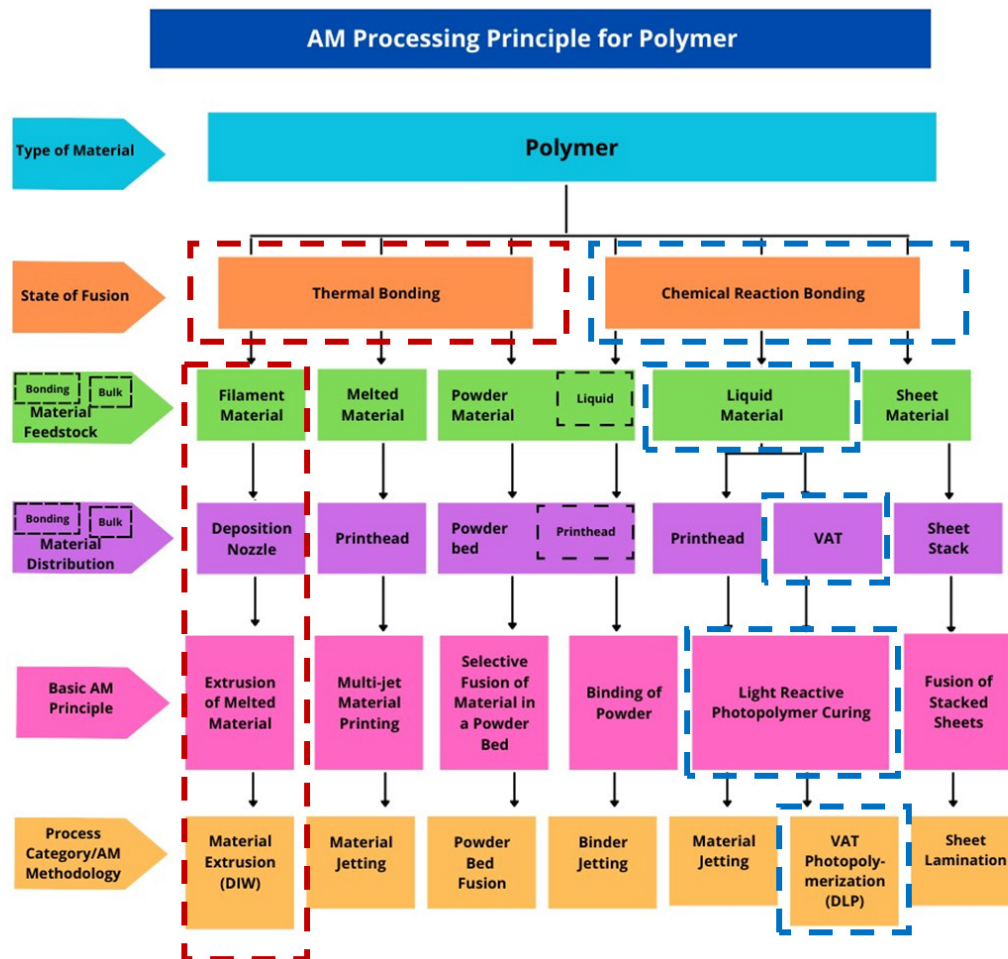 AM Processing Principle for Polymer
Type of Material
Polymer
State of Fusion
Thermal Bonding
Chemical Reaction Bonding
Bonding
Bulk
Material
Feedstock
Filament
Material
Melted
Material
Powder
Material
Liquid
Liquid
Material
Sheet
Material
Bonding
Bulk
Material
Distribution
Deposition
Nozzle
Printhead
Powder
bed
Printhead
Printhead
VAT
Sheet
Stack
Basic AM
Principle
Extrusion
of Melted
Material
Multi-jet
Material
Printing
Selective
Fusion of
Material in
a Powder
Bed
Binding of
Powder
Light Reactive
Photopolymer Curing
Fusion of
Stacked
Sheets
Process
Category/AM
Methodology
Material
Extrusion
(DIW)
Material
Jetting
Powder
Bed
Fusion
Binder
Jetting
Material
Jetting
VAT
Photopoly-
merization
(DLP)
Sheet
Lamination